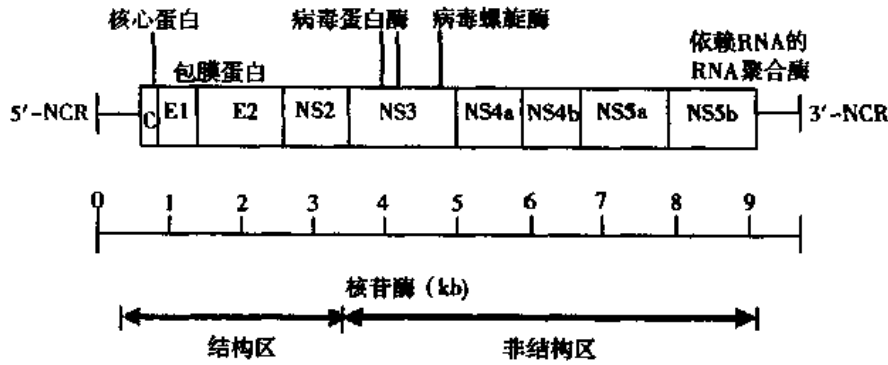 核心蛋白 病毒蛋白酶 病毒螺旋酶
依赖RNA的
RNA聚合酶
包膜蛋白
5′-NCR C E1 E2 NS2 NS3 NS4a NS4b NS5a NS5b 3′-NCR
0 1 2 3 4 5 6 7 8 9
核苷酶（kb)
结构区 非结构区